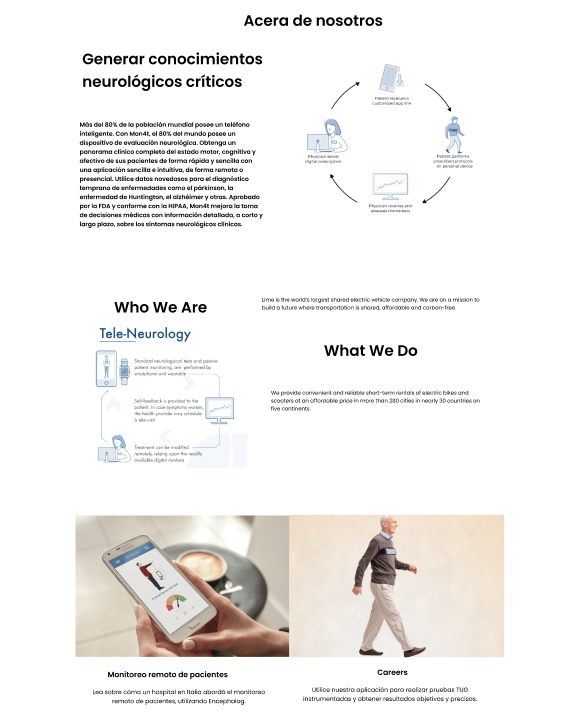 Acera de nosotros
Generar conocimientos
neurológicos críticos
Más del 80% de la población mundial posee un teléfono
inteligente. Con Mon4t, el 80% del mundo posee un
dispositivo de evaluación neurológica. Obtenga un
panorama clínico completo del estado motor, cognitivo y
afectivo de sus pacientes de forma rápida y sencilla con
una aplicación sencilla e intuitiva, de forma remota o
presencial. Utilice datos novedosos para el diagnóstico
temprano de enfermedades como el párkinson, la
enfermedad de Huntington, el alzhéimer y otras. Aprobado
por la FDA y conforme con la HIPAA, Mon4t mejora la toma
de decisiones médicas con información detallada, a corto y
largo plazo, sobre los síntomas neurológicos clínicos.
Patient receives a
customized app link
Patient performs
prescribed protocols
on personal device
Physician receives and
assesses biomarkers
Physician sends
digital prescription
Who We Are
Lime is the world's largest shared electric vehicle company. We are on a mission to
build a future where transportation is shared, affordable and carbon-free.
Tele-Neurology
Standard neurological tests and passive
patient monitoring, are performed by
smartphone and wearable
Self-feedback is provided to the
patient. In case symptoms worsen,
the health provider may schedule
a tele-visit
Treatment can be modified
remotely, relying upon the readily
available digital markers
What We Do
We provide convenient and reliable short-term rentals of electric bikes and
scooters at an affordable price in more than 280 cities in nearly 30 countries on
five continents.
Monitoreo remoto de pacientes
Lea sobre cómo un hospital en Italia abordó el monitoreo
remoto de pacientes, utilizando Encephalog.
Careers
Utilice nuestra aplicación para realizar pruebas TUG
instrumentadas y obtener resultados objetivos y precisos.